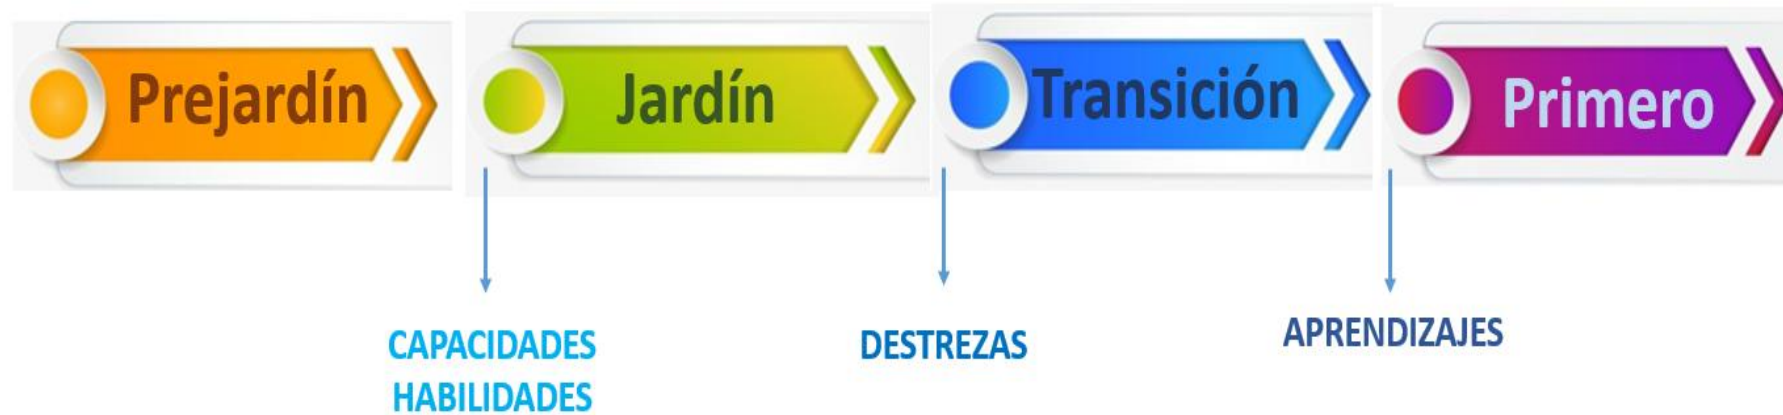 Prejardín
Jardín
Transición
Primero
CAPACIDADES
HABILIDADES
DESTREZAS
APRENDIZAJES